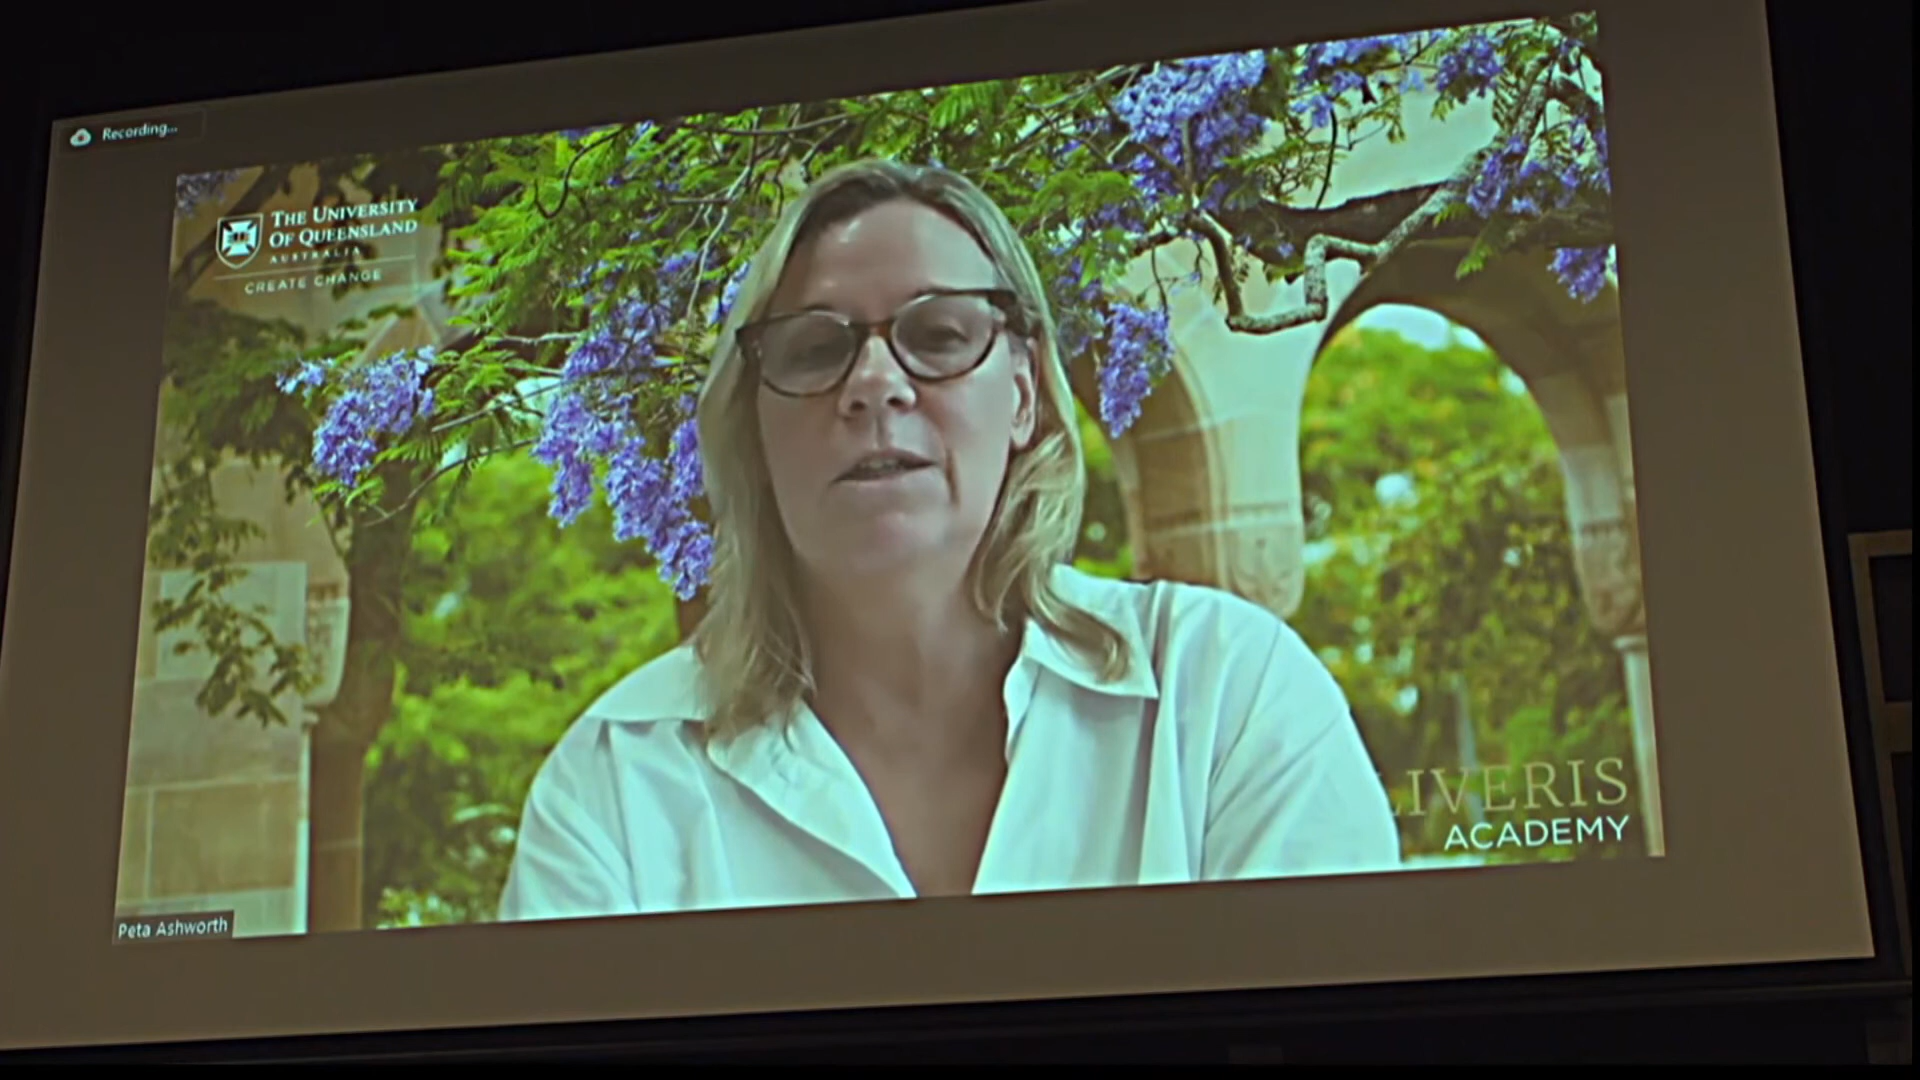 Recording...
THE UNIVERSITY
OF QUEENSLAND
AUSTRALIA
CREATE CHANGE
LIVERIS
ACADEMY
Peta Ashworth